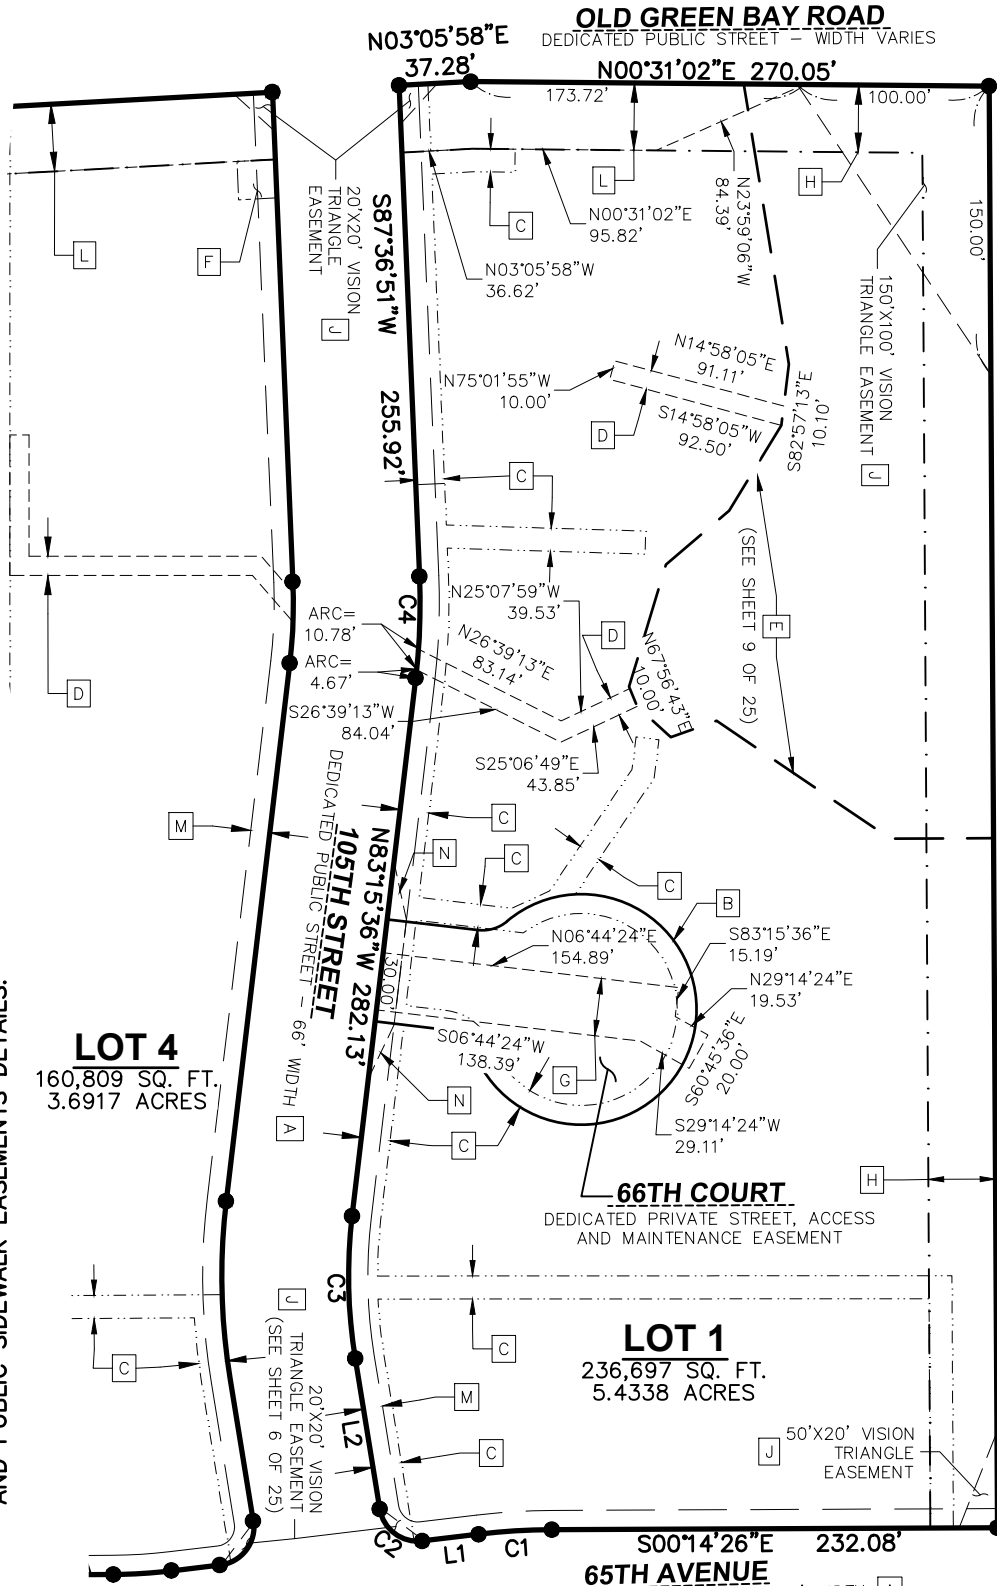 OLD GREEN BAY ROAD
DEDICATED PUBLIC STREET - WIDTH VARIES
N03°05'58"E
37.28'
N00°31'02"E 270.05'
173.72'
100.00'
L
H
C
L
F
20'X20' VISION
TRIANGLE
EASEMENT
J
S87°36'51"W 255.92'
N03°05'58"W
36.62'
N00°31'02"E
95.82'
N23°59'06"W
84.39'
150.00'
150'X100' VISION
TRIANGLE EASEMENT
J
N75°01'55"W
10.00'
N14°58'05"E
91.11'
S14°58'05"W
92.50'
S82°57'13"E
10.10'
D
C
(SEE SHEET 9 OF 25)
E
C4
ARC=
10.78'
ARC=
4.67'
N25°07'59"W
39.53'
D
N26°39'13"E
83.14'
N67°56'43"E
10.00'
S26°39'13"W
84.04'
S25°06'49"E
43.85'
D
M
DEDICATED PUBLIC STREET - 66' WIDTH
A
105TH STREET
N83°15'36"W 282.13'
N
C
C
C
B
N06°44'24"E
154.89'
S83°15'36"E
15.19'
N29°14'24"E
19.53'
30.00'
S06°44'24"W
138.39'
S60°45'36"E
20.00'
G
N
C
S29°14'24"W
29.11'
LOT 4
160,809 SQ. FT.
3.6917 ACRES
66TH COURT
DEDICATED PRIVATE STREET, ACCESS
AND MAINTENANCE EASEMENT
H
C3
C
C
J
20'X20' VISION
TRIANGLE EASEMENT
(SEE SHEET 6 OF 25)
L2
M
C
LOT 1
236,697 SQ. FT.
5.4338 ACRES
J
50'X20' VISION
TRIANGLE
EASEMENT
C2
L1
C1
S00°14'26"E 232.08'
65TH AVENUE
AND PUBLIC SIDEWALK EASEMENTS DETAILS.